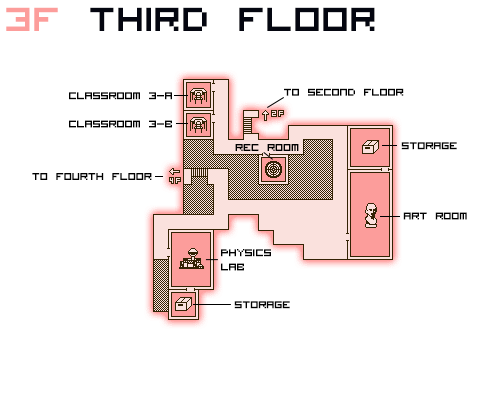 3F THIRD FLOOR
TO SECOND FLOOR
CLASSROOM 3-A
2F
CLASSROOM 3-B
REC ROOM
STORAGE
TO FOURTH FLOOR
4F
ART ROOM
PHYSICS
LAB
STORAGE